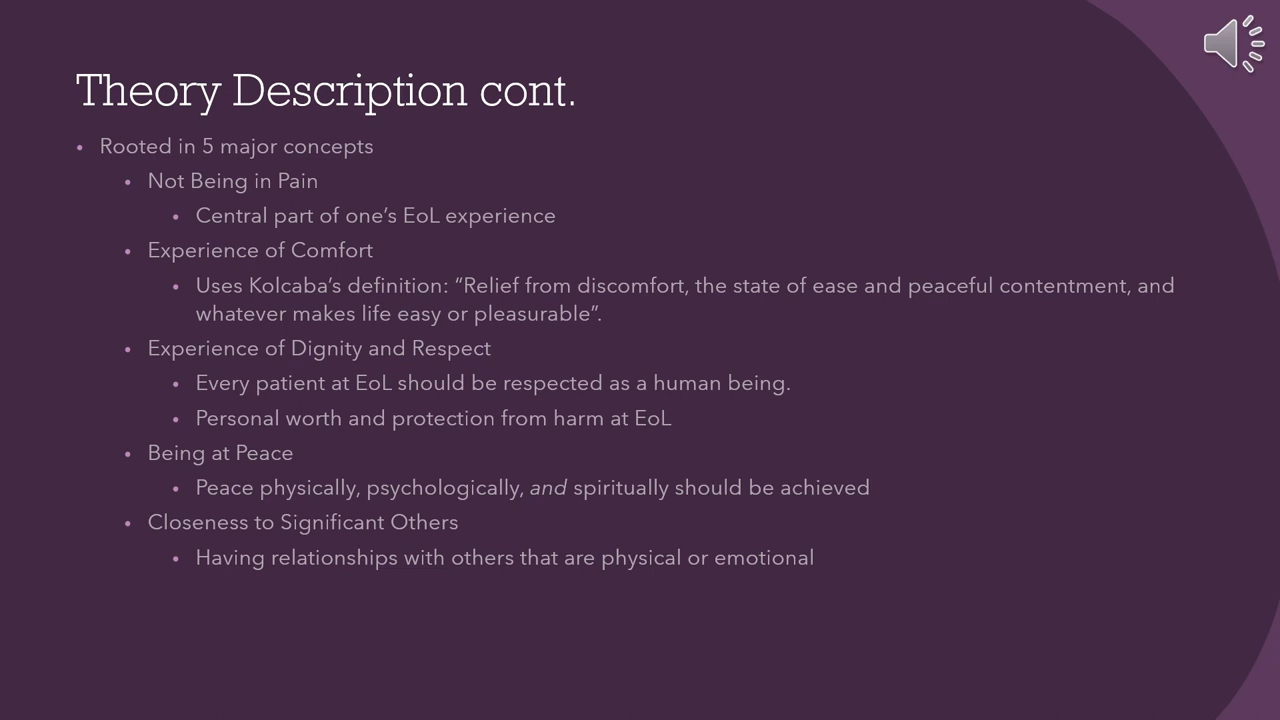 Theory Description cont.
• Rooted in 5 major concepts
• Not Being in Pain
• Central part of one’s EoL experience
• Experience of Comfort
• Uses Kolcaba’s definition: “Relief from discomfort, the state of ease and peaceful contentment, and
whatever makes life easy or pleasurable”.
• Experience of Dignity and Respect
• Every patient at EoL should be respected as a human being.
• Personal worth and protection from harm at EoL
• Being at Peace
• Peace physically, psychologically, and spiritually should be achieved
• Closeness to Significant Others
• Having relationships with others that are physical or emotional